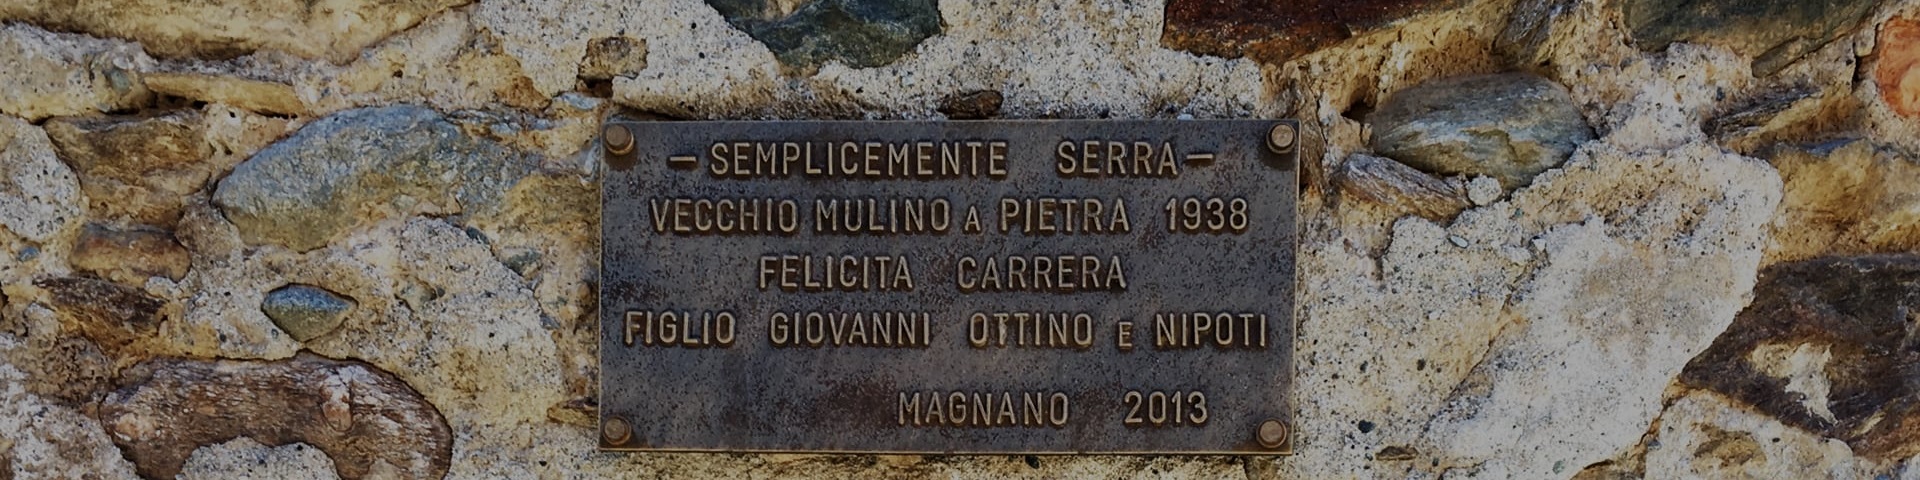 — SEMPLICEMENTE SERRA —
VECCHIO MULINO A PIETRA 1938
FELICITA CARRERA
FIGLIO GIOVANNI OTTINO E NIPOTI
MAGNANO 2013